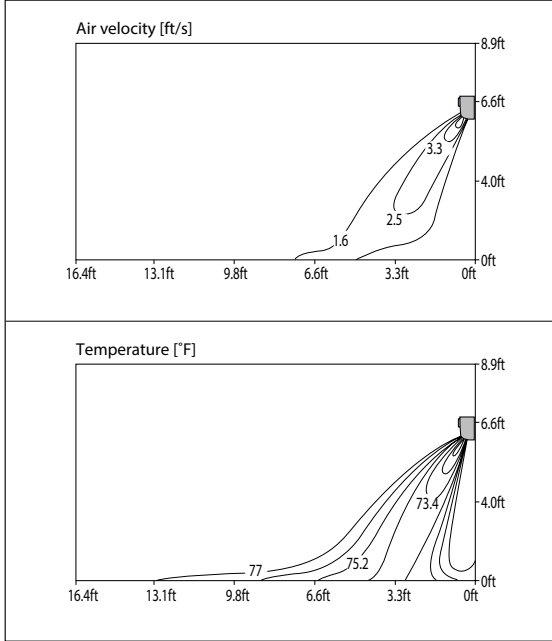 Air velocity [ft/s]
8.9ft
6.6ft
3.3
4.0ft
2.5
1.6
0ft
16.4ft 13.1ft 9.8ft 6.6ft 3.3ft 0ft
Temperature [˚F]
8.9ft
6.6ft
73.4
4.0ft
75.2
77
0ft
16.4ft 13.1ft 9.8ft 6.6ft 3.3ft 0ft